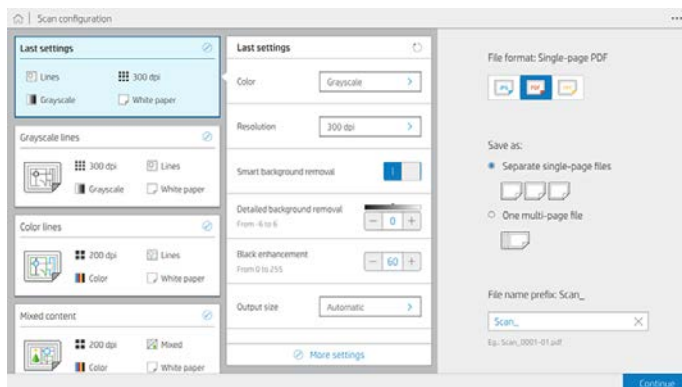 Scan configuration
Last settings
Lines
300 dpi
Grayscale
White paper
Grayscale lines
300 dpi
Lines
Grayscale
White paper
Color lines
200 dpi
Lines
Color
White paper
Mixed content
200 dpi
Mixed
Color
White paper
Last settings
Color
Grayscale
Resolution
300 dpi
Smart background removal
Detailed background removal
From -6 to 6
0
Black enhancement
From 0 to 255
60
Output size
Automatic
More settings
File format: Single-page PDF
JPG
PDF
Save as:
Separate single-page files
One multi-page file
File name prefix: Scan_
Scan_
Eg.: Scan_0001-01.pdf
Continue